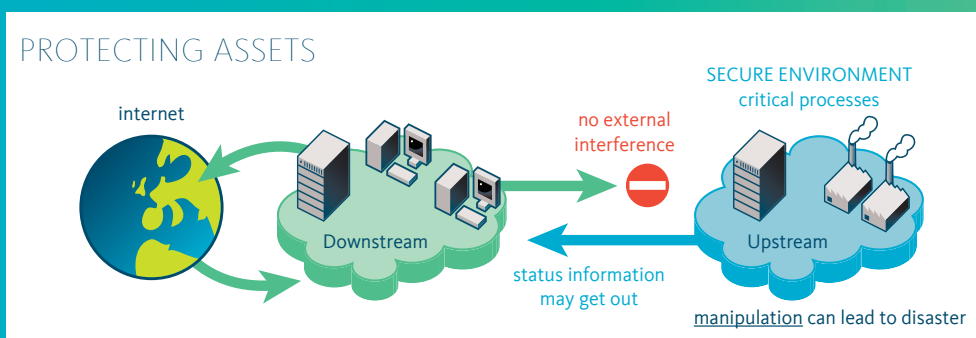 PROTECTING ASSETS
internet
Downstream
no external
interference
status information
may get out
SECURE ENVIRONMENT
critical processes
Upstream
manipulation can lead to disaster